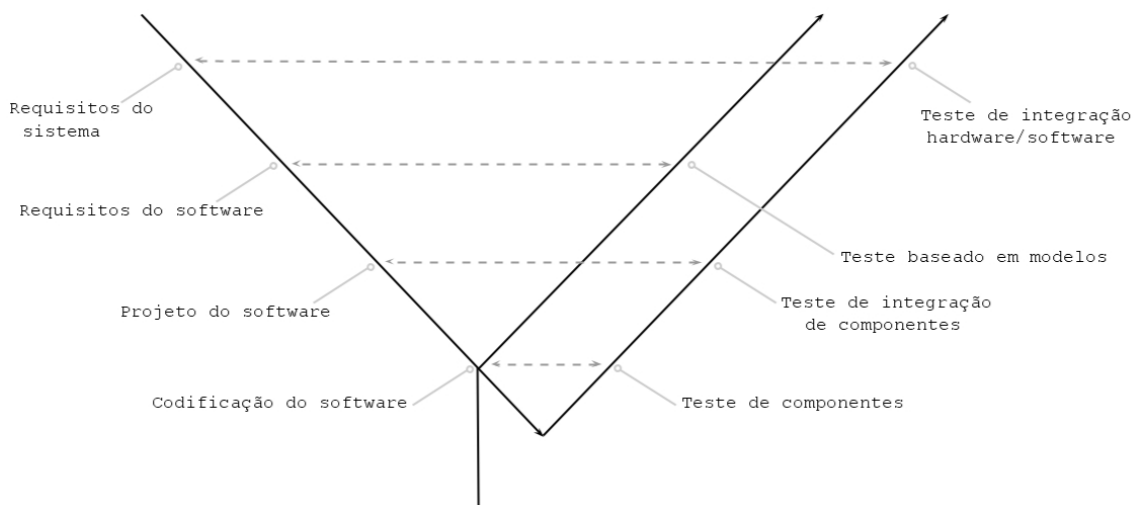 Requisitos do
sistema
Teste de integração
hardware/software
Requisitos do software
Teste baseado em modelos
Projeto do software
Teste de integração
de componentes
Codificação do software
Teste de componentes